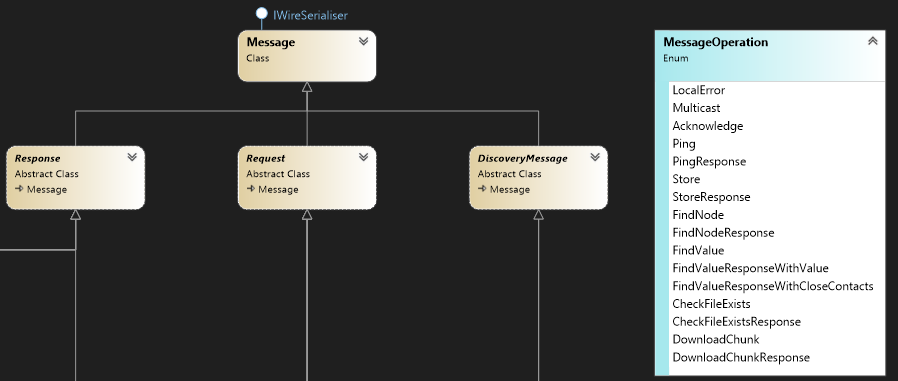 IWireSerialiser
Message
Class
Response
Abstract Class
Message
Request
Abstract Class
Message
DiscoveryMessage
Abstract Class
Message
MessageOperation
Enum
LocalError
Multicast
Acknowledge
Ping
PingResponse
Store
StoreResponse
FindNode
FindNodeResponse
FindValue
FindValueResponseWithValue
FindValueResponseWithCloseContacts
CheckFileExists
CheckFileExistsResponse
DownloadChunk
DownloadChunkResponse